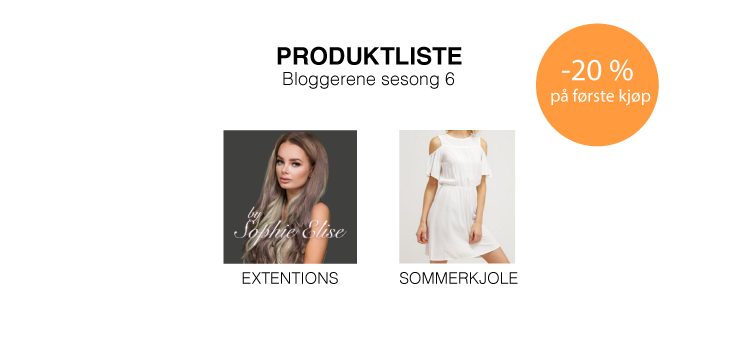 PRODUKTLISTE
Bloggerene sesong 6
-20 %
på første kjøp
by
Sophie Elise
EXTENTIONS
SOMMERKJOLE